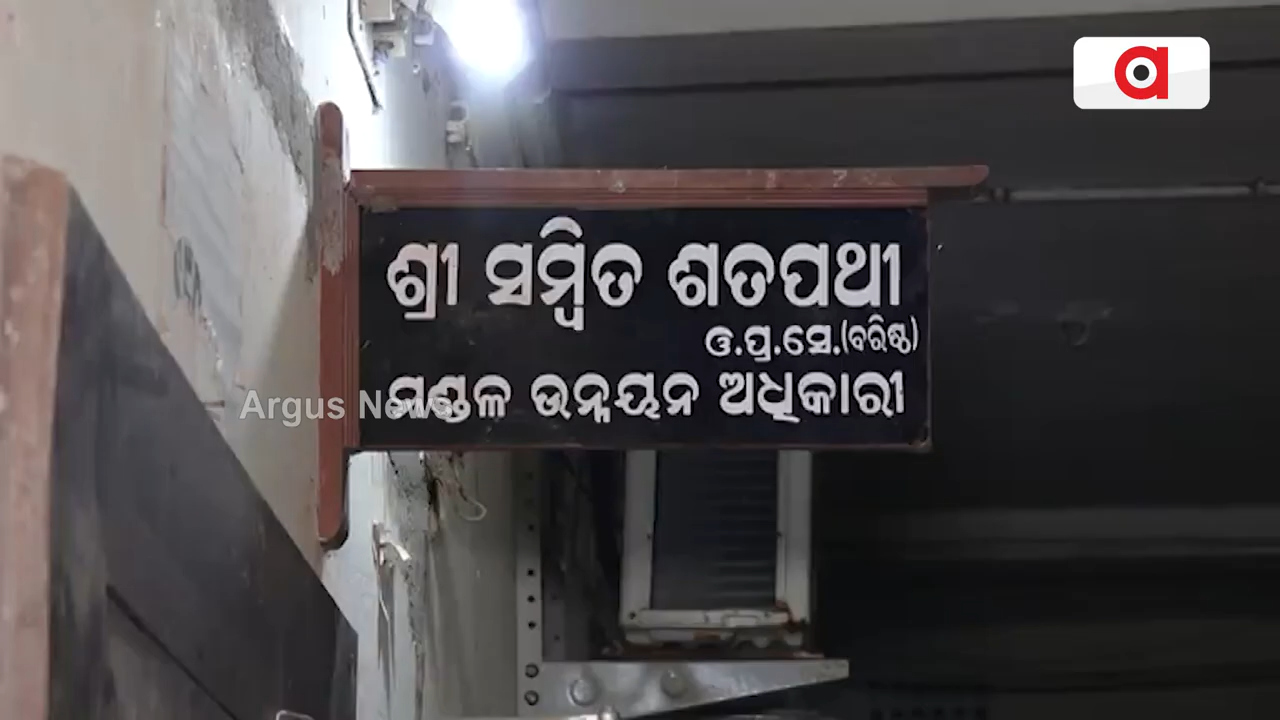 ଶ୍ରୀ ସମ୍ବିତ ଶତପଥୀ
ଓ.ପ୍ର.ସେ.(ବରିଷ୍ଠ)
ମଣ୍ଡଳ ଉନ୍ନୟନ ଅଧିକାରୀ
Argus News